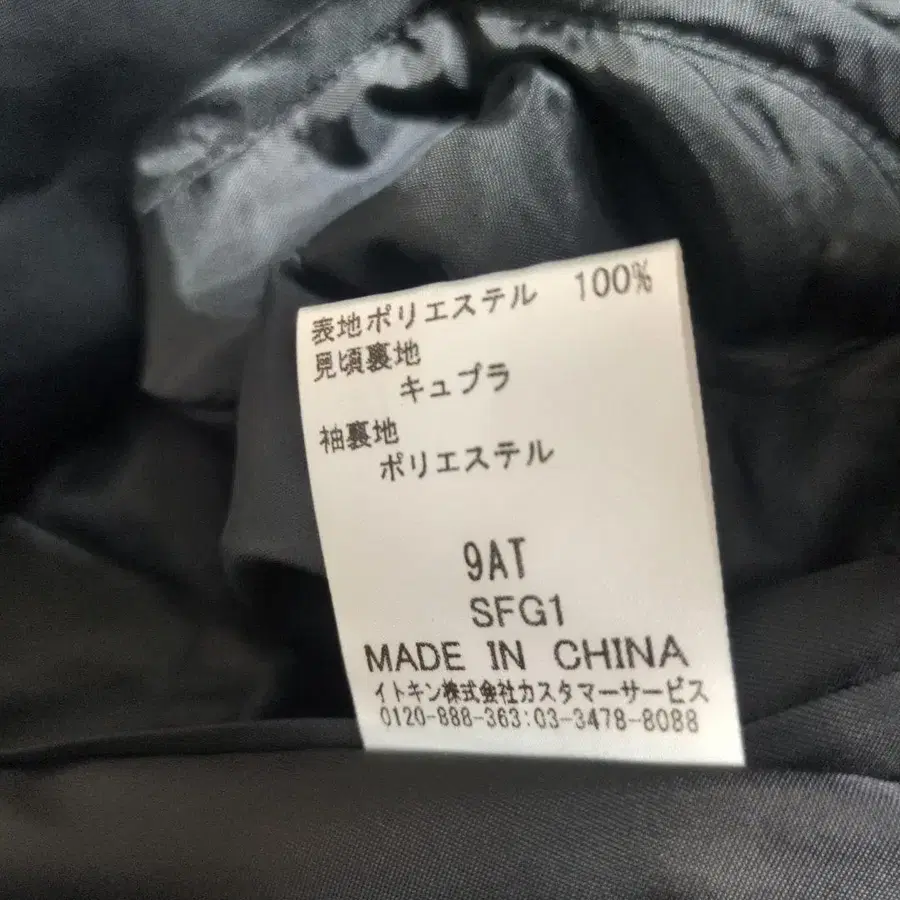 表地ポリエステル 100%
見頃裏地
キュプラ
袖裏地
ポリエステル
9AT
SFG1
MADE IN CHINA
イトキン株式会社カスタマーサービス
0120-888-363:03-3478-8088